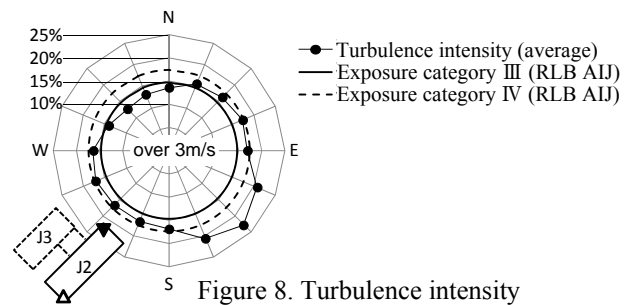 N
25%
20%
15%
10%
Turbulence intensity (average)
Exposure category Ⅲ (RLB AIJ)
Exposure category Ⅳ (RLB AIJ)
W
over 3m/s
E
J3
J2
S
Figure 8. Turbulence intensity